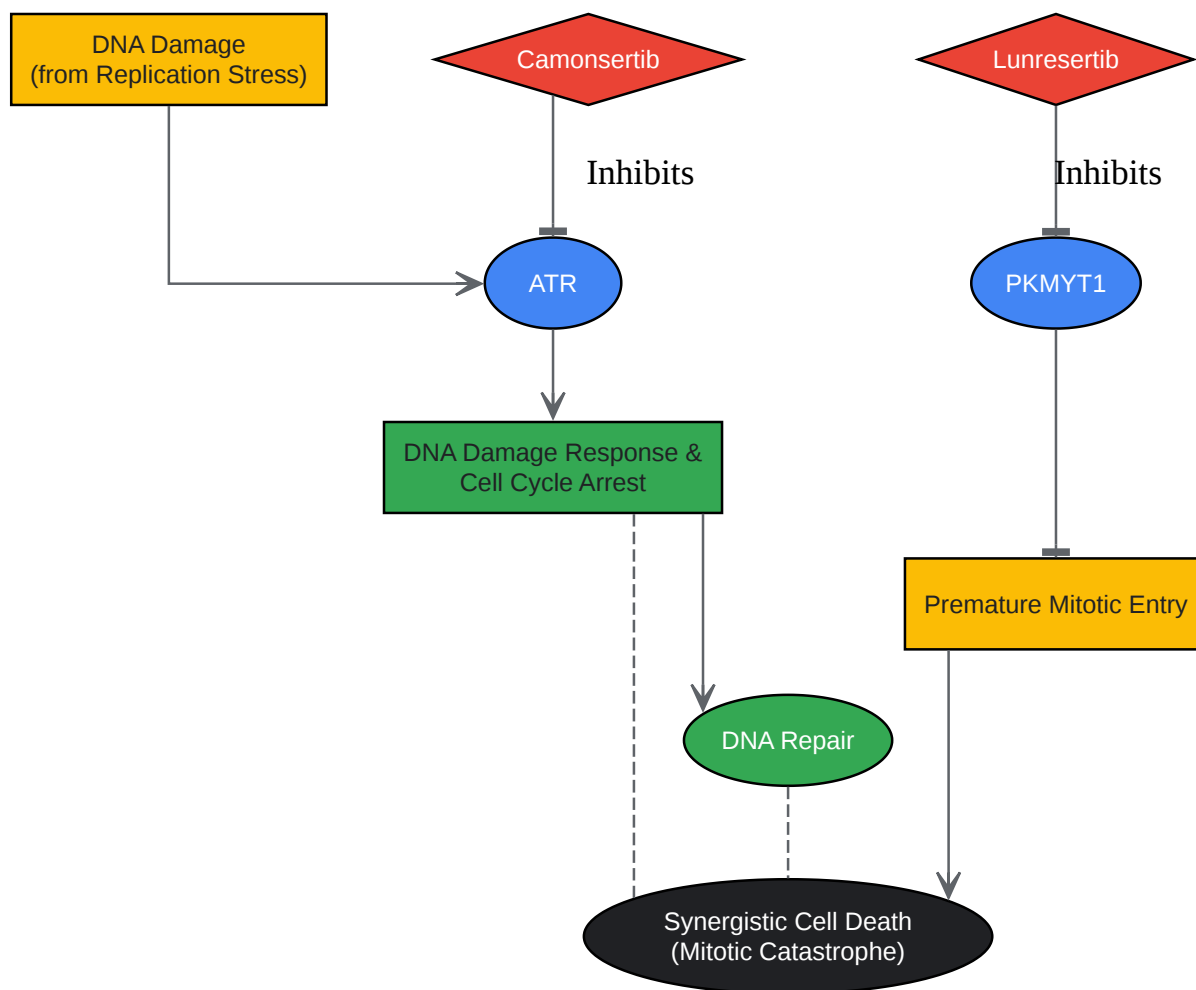 DNA Damage
(from Replication Stress)
Camonsertib
Lunresertib
Inhibits
Inhibits
ATR
PKMYT1
DNA Damage Response &
Cell Cycle Arrest
Premature Mitotic Entry
DNA Repair
Synergistic Cell Death
(Mitotic Catastrophe)